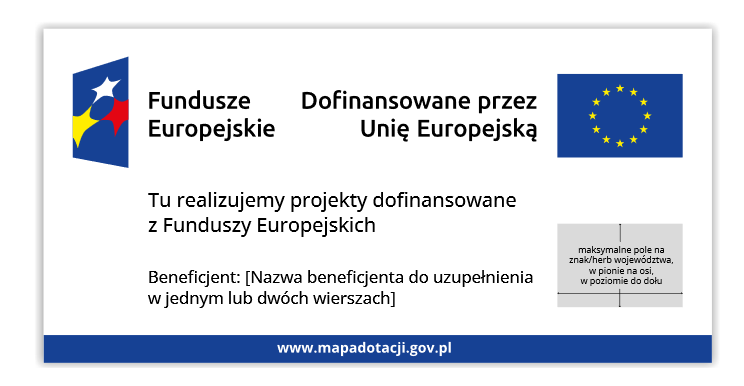 Fundusze
Europejskie
Dofinansowane przez
Unię Europejską
Tu realizujemy projekty dofinansowane
z Funduszy Europejskich
maksymalne pole na
znak/herb województwa,
w pionie na osi,
w poziomie do dołu
Beneficjent: [Nazwa beneficjenta do uzupełnienia
w jednym lub dwóch wierszach]
www.mapadotacji.gov.pl